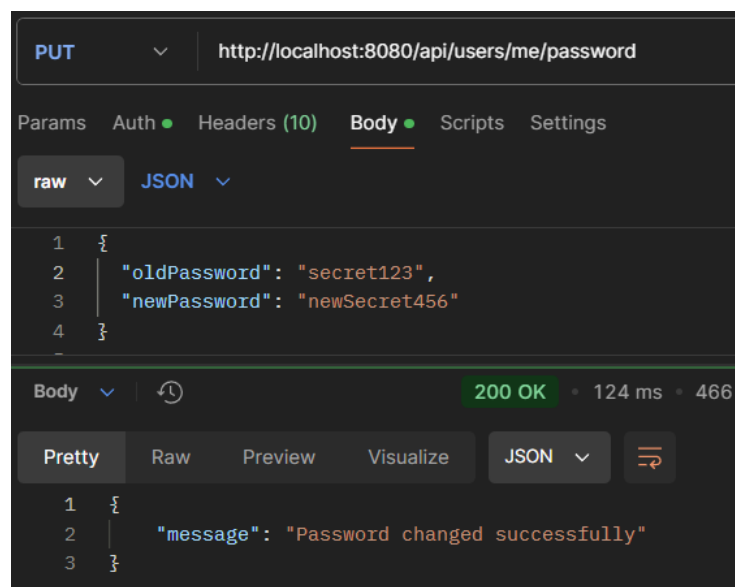 PUT http://localhost:8080/api/users/me/password
Params Auth Headers (10) Body Scripts Settings
raw JSON
1 {
2 "oldPassword": "secret123",
3 "newPassword": "newSecret456"
4 }
Body 200 OK • 124 ms • 466
Pretty Raw Preview Visualize JSON
1 {
2 "message": "Password changed successfully"
3 }